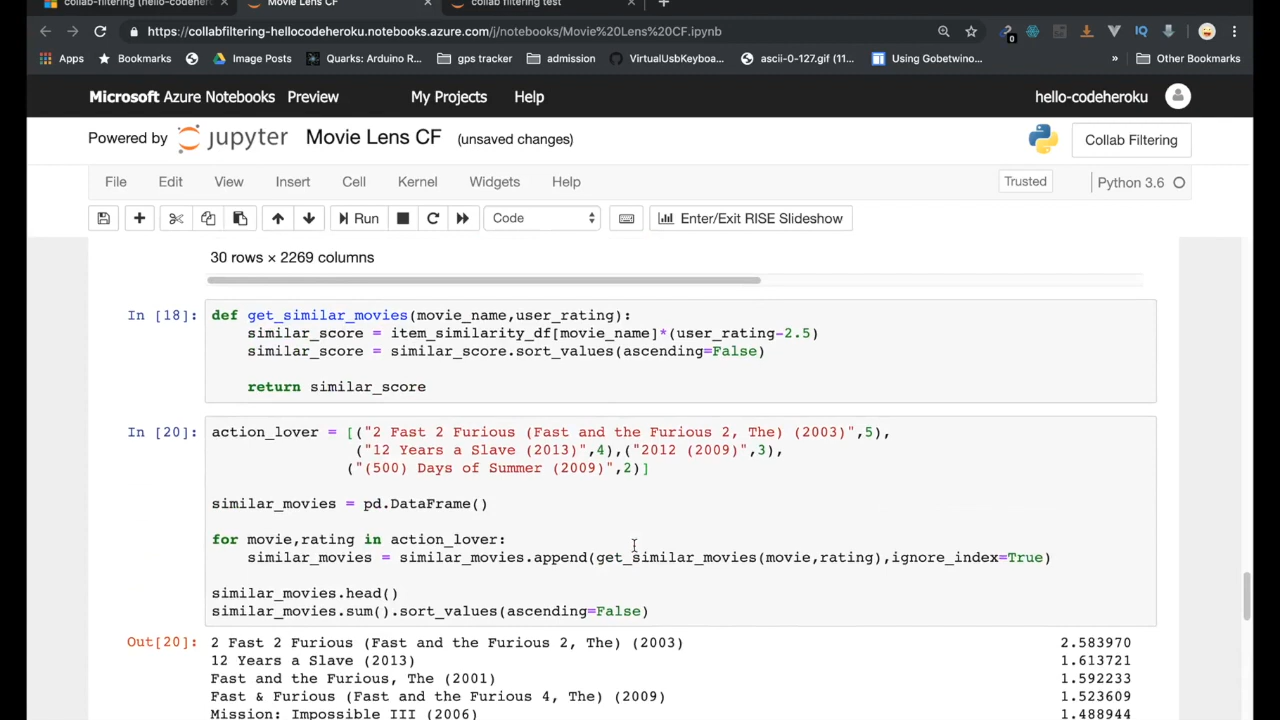 collab-filtering (hello-codeher
Movie Lens CF
collab filtering test
https://collabfiltering-hellocodeheroku.notebooks.azure.com/j/notebooks/Movie%20Lens%20CF.ipynb
Apps Bookmarks Image Posts Quarks: Arduino R... gps tracker admission VirtualUsbKeyboa... ascii-0-127.gif (11... Using Gobetwino... » Other Bookmarks
Microsoft Azure Notebooks Preview My Projects Help hello-codeheroku
Powered by jupyter Movie Lens CF (unsaved changes) Collab Filtering
File Edit View Insert Cell Kernel Widgets Help Trusted Python 3.6
Run Code Enter/Exit RISE Slideshow
30 rows × 2269 columns
In [18]: def get_similar_movies(movie_name,user_rating):
similar_score = item_similarity_df[movie_name]*(user_rating-2.5)
similar_score = similar_score.sort_values(ascending=False)
return similar_score
In [20]: action_lover = [("2 Fast 2 Furious (Fast and the Furious 2, The) (2003)",5),
("12 Years a Slave (2013)",4),("2012 (2009)",3),
("(500) Days of Summer (2009)",2)]
similar_movies = pd.DataFrame()
for movie,rating in action_lover:
similar_movies = similar_movies.append(get_similar_movies(movie,rating),ignore_index=True)
similar_movies.head()
similar_movies.sum().sort_values(ascending=False)
Out[20]: 2 Fast 2 Furious (Fast and the Furious 2, The) (2003) 2.583970
12 Years a Slave (2013) 1.613721
Fast and the Furious, The (2001) 1.592233
Fast & Furious (Fast and the Furious 4, The) (2009) 1.523609
Mission: Impossible III (2006) 1.488944